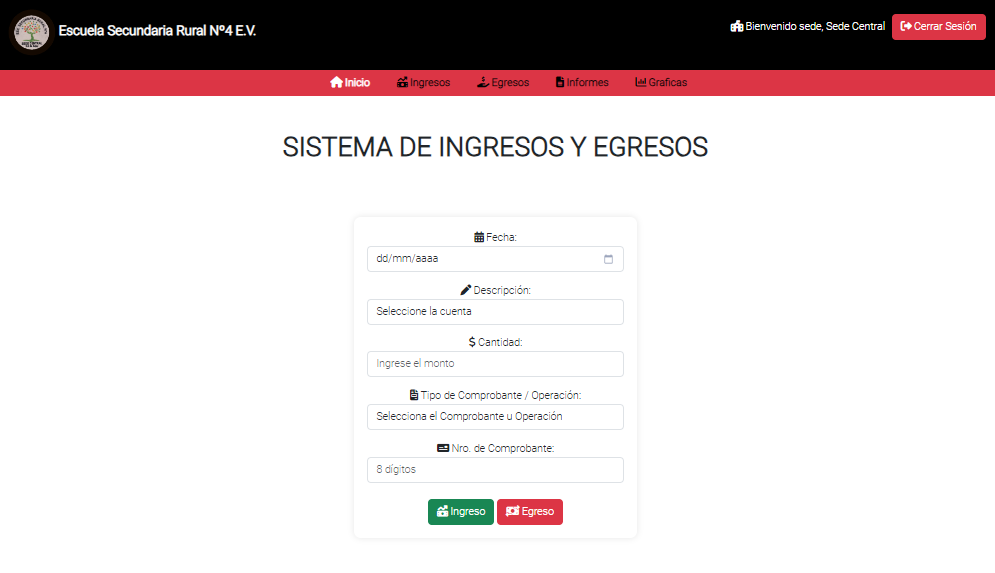 Escuela Secundaria Rural Nº4 E.V.
Bienvenido sede, Sede Central
Cerrar Sesión
Inicio
Ingresos
Egresos
Informes
Graficas
SISTEMA DE INGRESOS Y EGRESOS
Fecha:
dd/mm/aaaa
Descripción:
Seleccione la cuenta
Cantidad:
Ingrese el monto
Tipo de Comprobante / Operación:
Selecciona el Comprobante u Operación
Nro. de Comprobante:
8 dígitos
Ingreso
Egreso